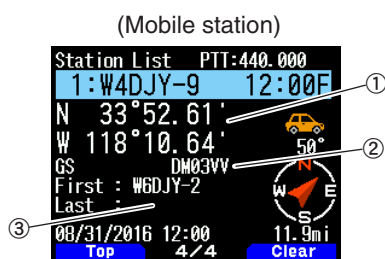 (Mobile station)
Station List PTT:440.000
1:W4DJY-9 12:00F
N 33°52.61' ①
W 118°10.64' 50°
GS DM03VV ②
N
First : W6DJY-2 W E
Last :
③ S
08/31/2016 12:00 11.9mi
Top 4/4 Clear